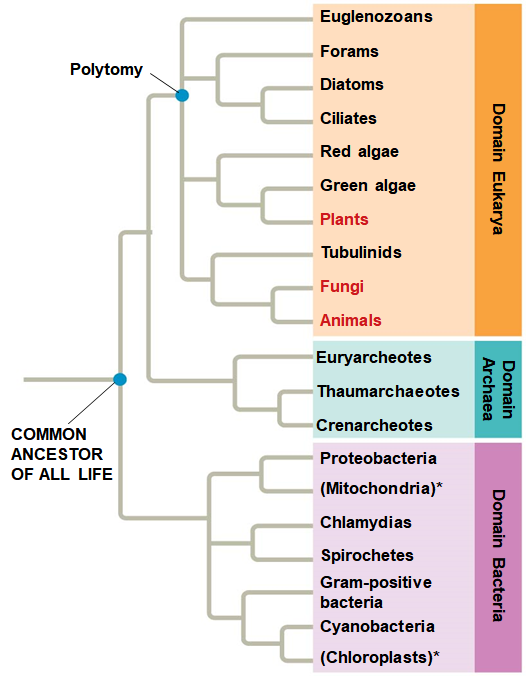 Euglenozoans
Forams
Polytomy
Diatoms
Ciliates
Red algae
Green algae
Plants
Tubulinids
Fungi
Animals
Domain Eukarya
Euryarcheotes
Thaumarchaeotes
Crenarcheotes
Domain
Archaea
COMMON
ANCESTOR
OF ALL LIFE
Proteobacteria
(Mitochondria)*
Chlamydias
Spirochetes
Gram-positive
bacteria
Cyanobacteria
(Chloroplasts)*
Domain Bacteria